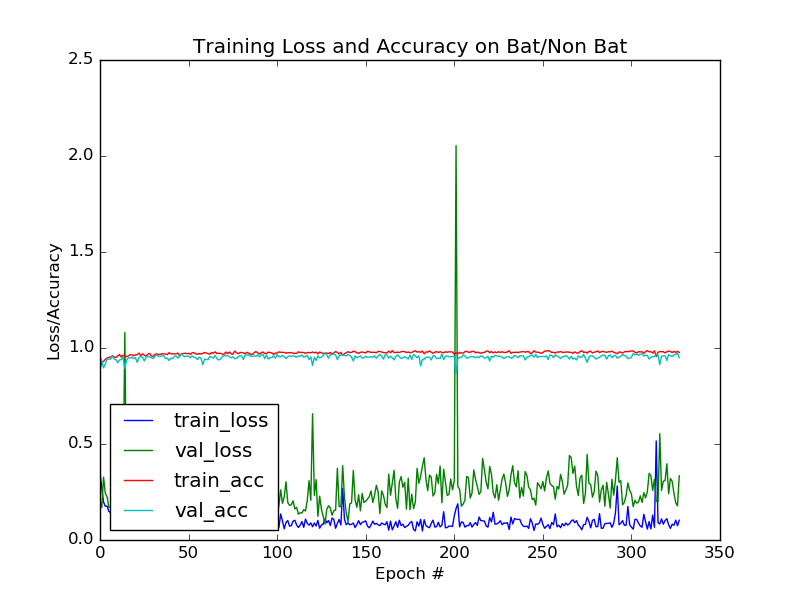 Training Loss and Accuracy on Bat/Non Bat
2.5
2.0
1.5
1.0
0.5
0.0
Loss/Accuracy
train_loss
val_loss
train_acc
val_acc
0 50 100 150 200 250 300 350
Epoch #